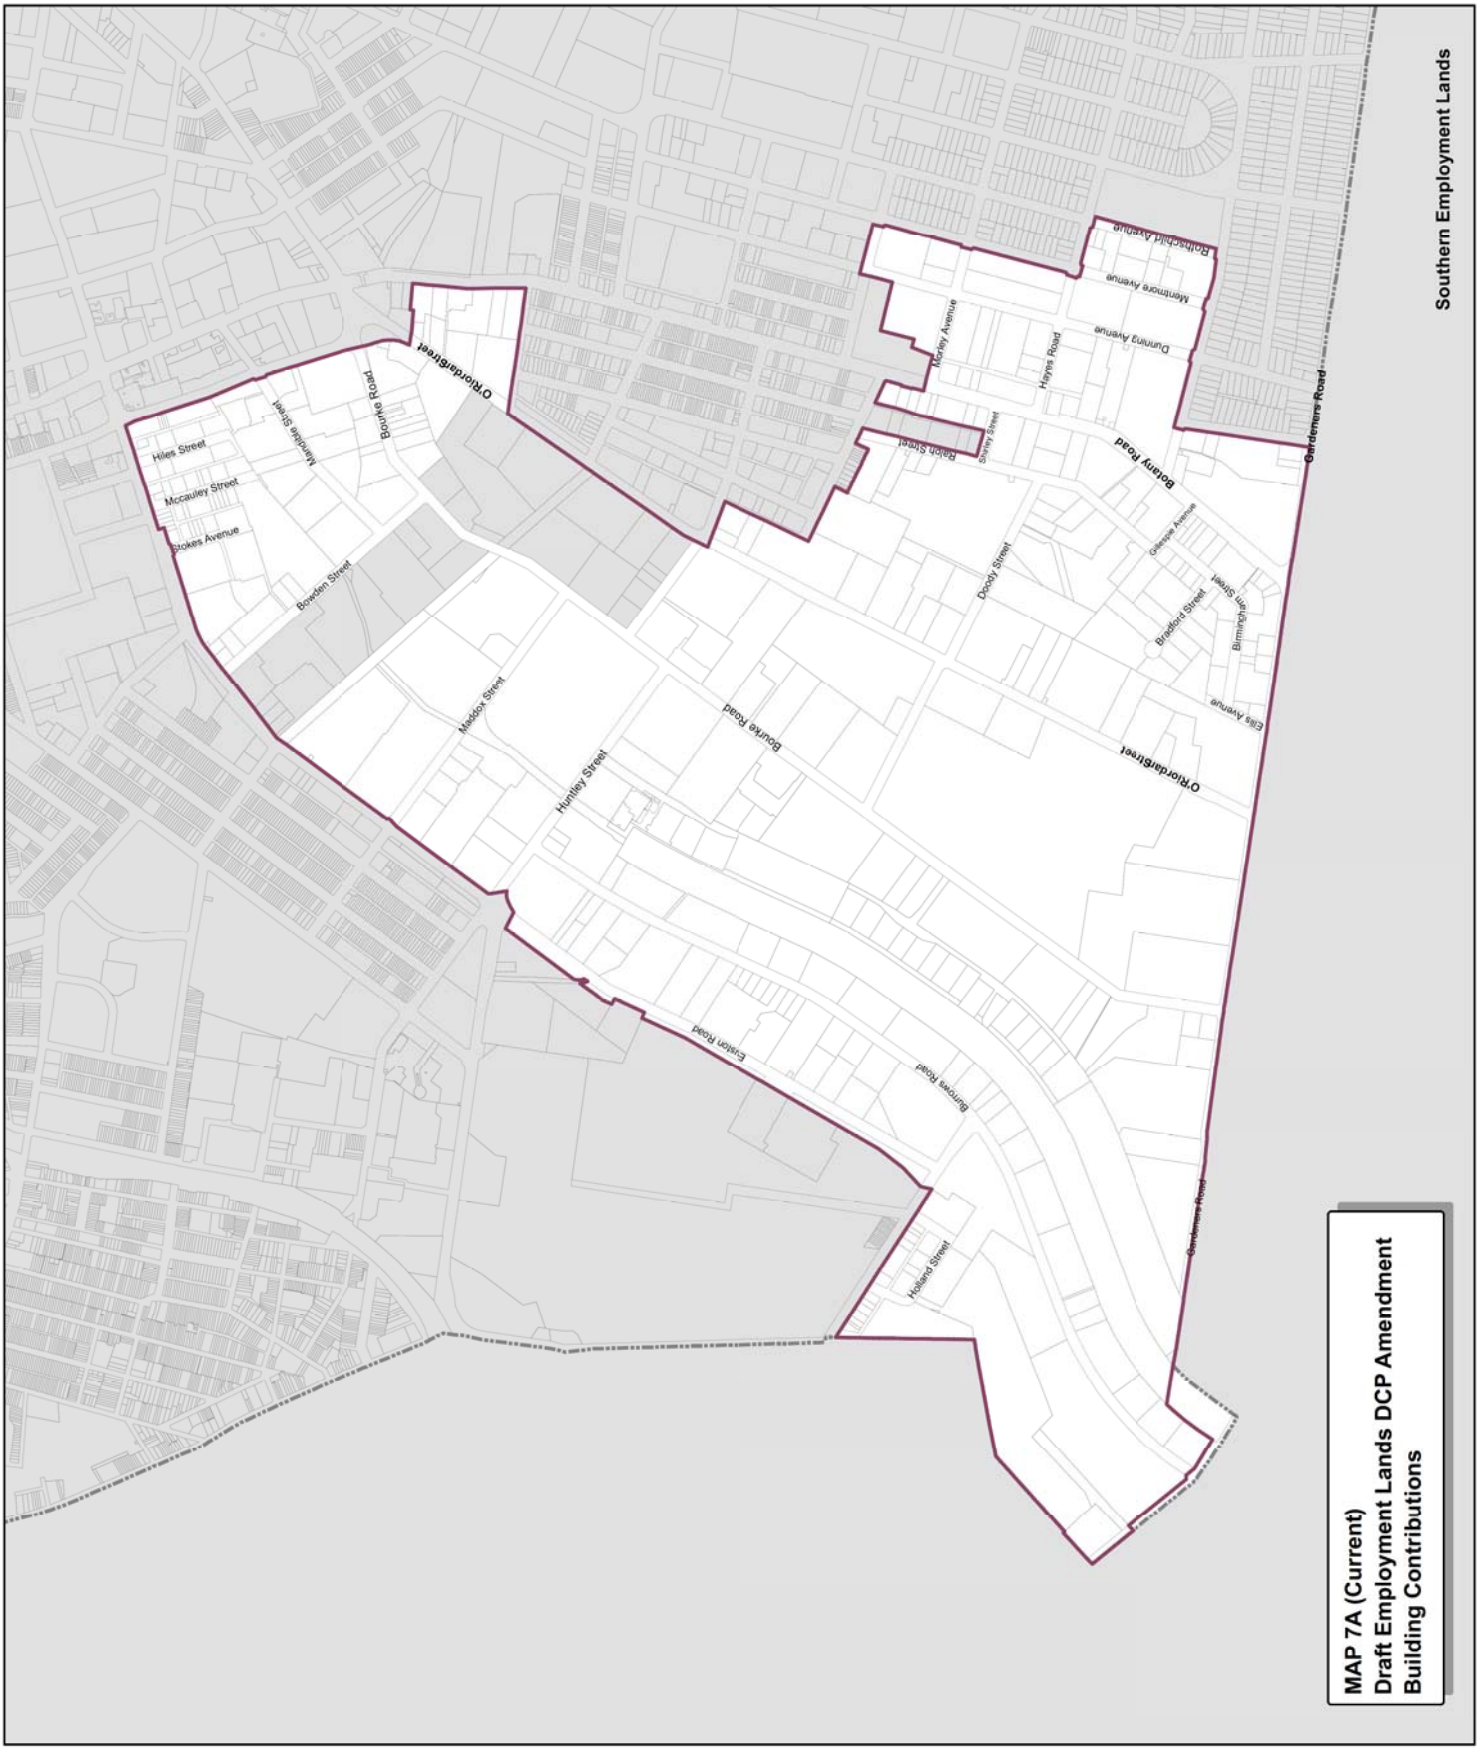 Southern Employment Lands
Hiles Street
Mccauley Street
Stokes Avenue
Mandible Street
Bourke Road
O'RiordanStreet
Bowden Street
Maddox Street
Huntley Street
Bourke Road
Euston Road
Burrows Road
Holland Street
Gardeners Road
O'RiordanStreet
Ellis Avenue
Birmingham Street
Bradford Street
Gillespie Avenue
Doody Street
Botany Road
Shirley Street
Ralph Street
Morley Avenue
Hayes Road
Dunning Avenue
Mentmore Avenue
Rothschild Avenue
Gardeners Road
MAP 7A (Current)
Draft Employment Lands DCP Amendment
Building Contributions